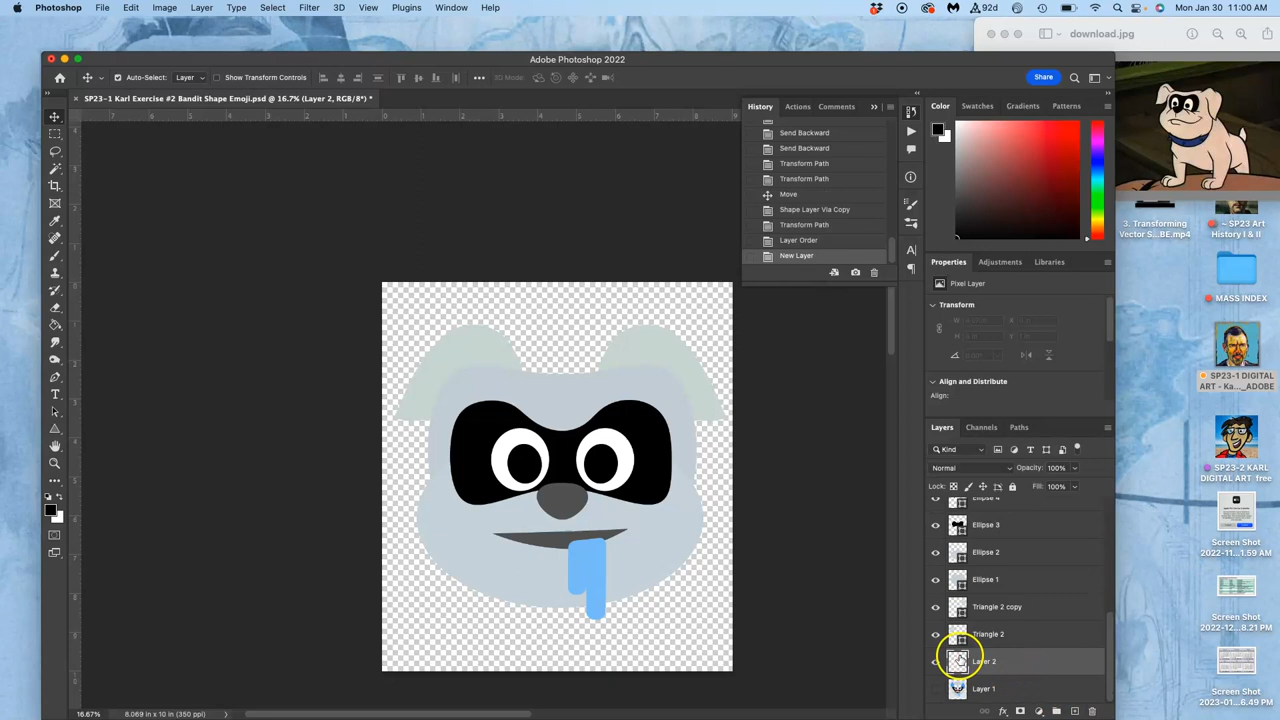 Photoshop File Edit Image Layer Type Select Filter 3D View Plugins Window Help 92d Mon Jan 30 11:00 AM
download.jpg
Adobe Photoshop 2022
Auto-Select: Layer Show Transform Controls 3D Mode: Share
SP23-1 Karl Exercise #2 Bandit Shape Emoji.psd @ 16.7% (Layer 2, RGB/8*) *
History Actions Comments
Send Backward
Send Backward
Transform Path
Transform Path
Move
Shape Layer Via Copy
Transform Path
Layer Order
New Layer
Color Swatches Gradients Patterns
Properties Adjustments Libraries
Pixel Layer
Transform
Align and Distribute
Align:
Layers Channels Paths
Kind
Normal Opacity: 100%
Lock: Fill: 100%
Ellipse 4
Ellipse 3
Ellipse 2
Ellipse 1
Triangle 2 copy
Triangle 2
Layer 2
Layer 1
16.67% 8.069 in x 10 in (350 ppi)
3. Transforming
Vector S...BE.mp4
~ SP23 Art
History I & II
MASS INDEX
SP23-1 DIGITAL
ART - Ka..._ADOBE
SP23-2 KARL
DIGITAL ART_free
Screen Shot
2022-11...1.59 AM
Screen Shot
2022-12...8.21 PM
Screen Shot
2023-01...6.49 PM